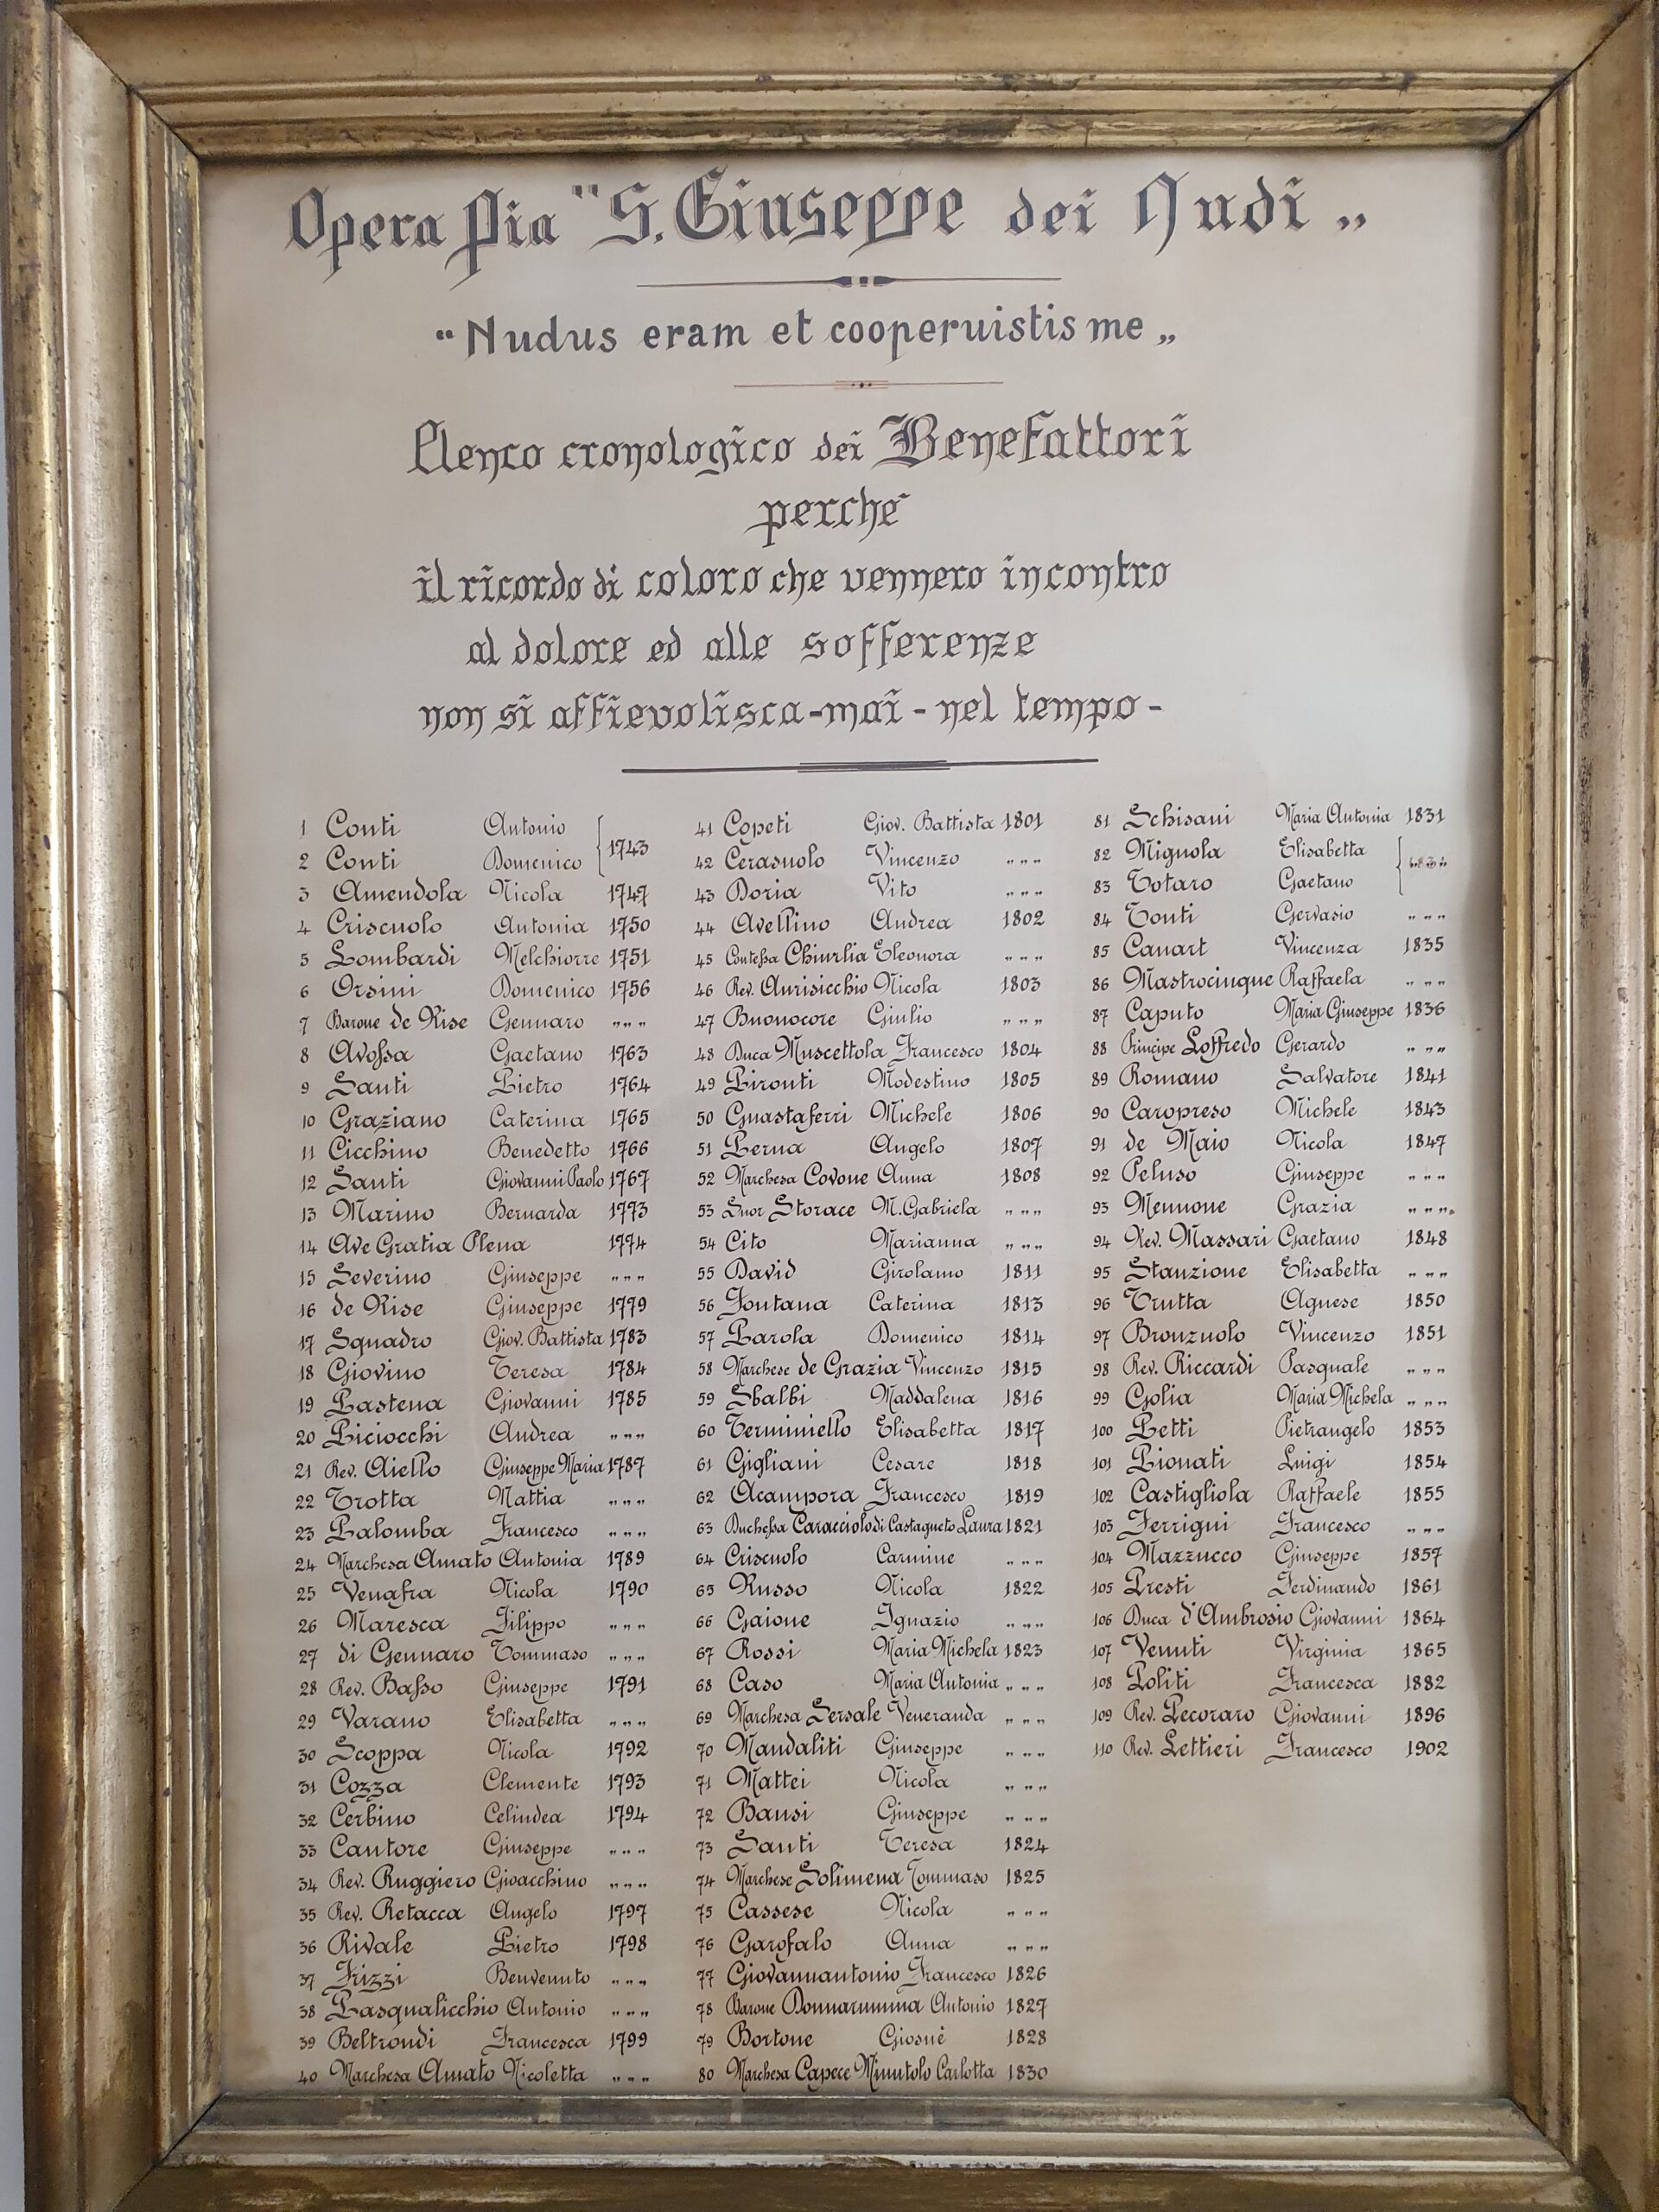 Opera Pia "S. Giuseppe dei Nudi„
"Nudus eram et cooperuistis me„
Elenco cronologico dei Benefattori
perchè
il ricordo di coloro che vennero incontro
al dolore ed alle sofferenze
non si affievolisca-mai-nel tempo-
1 Conti Antonio
1743
2 Conti Domenico
3 Amendola Nicola 1747
4 Criscuolo Antonia 1750
5 Lombardi Melchiorre 1751
6 Orsini Domenico 1756
7 Barone de Rise Gennaro „„„
8 Avossa Gaetano 1763
9 Santi Pietro 1764
10 Graziano Caterina 1765
11 Cicchino Benedetto 1766
12 Santi Giovanni Paolo 1767
13 Marino Bernarda 1773
14 Ave Gratia Plena 1774
15 Severino Giuseppe „„„
16 de Rise Giuseppe 1779
17 Squadro Giov. Battista 1783
18 Giovino Teresa 1784
19 Pastena Giovanni 1785
20 Piciocchi Andrea „„„
21 Rev. Aiello Giuseppe Maria 1787
22 Trotta Mattia „„„
23 Palomba Francesco „„„
24 Marchesa Amato Antonia 1789
25 Venafra Nicola 1790
26 Maresca Filippo „„„
27 di Gennaro Tommaso „„„
28 Rev. Basso Giuseppe 1791
29 Varano Elisabetta „„„
30 Scoppa Nicola 1792
31 Cozza Clemente 1793
32 Cerbino Celindea 1794
33 Cantore Giuseppe „„„
34 Rev. Ruggiero Gioacchino „„„
35 Rev. Retacca Angelo 1797
36 Rivale Pietro 1798
37 Frizzi Benvenuto „„„
38 Pasqualicchio Antonio „„„
39 Beltrondi Francesca 1799
40 Marchesa Amato Nicoletta „„„
41 Copeti Giov. Battista 1801
42 Cerasuolo Vincenzo „„„
43 Doria Vito „„„
44 Avellino Andrea 1802
45 Contessa Chiurlia Eleonora „„„
46 Rev. Aurisicchio Nicola 1803
47 Buonocore Giulio „„„
48 Duca Muscettola Francesco 1804
49 Pironti Modestino 1805
50 Guastaferri Michele 1806
51 Perna Angelo 1807
52 Marchesa Covone Anna 1808
53 Suor Storace M. Gabriela „„„
54 Cito Marianna „„„
55 David Girolamo 1811
56 Fontana Caterina 1813
57 Parola Domenico 1814
58 Marchese de Grazia Vincenzo 1815
59 Sbalbi Maddalena 1816
60 Terminiello Elisabetta 1817
61 Gigliani Cesare 1818
62 Acampora Francesco 1819
63 Duchessa Caracciolo di Castagneto Laura 1821
64 Criscuolo Carmine „„„
65 Russo Nicola 1822
66 Gaione Ignazio „„„
67 Rossi Maria Michela 1823
68 Caso Maria Antonia „„„
69 Marchesa Sersale Veneranda „„„
70 Mandaliti Giuseppe „„„
71 Mattei Nicola „„„
72 Bausi Giuseppe „„„
73 Santi Teresa 1824
74 Marchese Solimena Tommaso 1825
75 Cassese Nicola „„„
76 Garofalo Anna „„„
77 Giovannantonio Francesco 1826
78 Barone Donnarumma Antonio 1827
79 Bortone Giosuè 1828
80 Marchesa Capece Minutolo Carlotta 1830
81 Schisani Maria Antonia 1831
82 Mignola Elisabetta
83 Totaro Gaetano
84 Tonti Gervasio „„„
85 Canart Vincenza 1835
86 Mastrocinque Raffaela „„„
87 Caputo Maria Giuseppe 1836
88 Principe Loffredo Gerardo „„„
89 Romano Salvatore 1841
90 Caropreso Michele 1843
91 de Maio Nicola 1847
92 Peluso Giuseppe „„„
93 Mennone Grazia „„„
94 Rev. Massari Gaetano 1848
95 Stanzione Elisabetta „„„
96 Trutta Agnese 1850
97 Bronzuolo Vincenzo 1851
98 Rev. Riccardi Pasquale „„„
99 Golia Maria Michela „„„
100 Petti Pietrangelo 1853
101 Pionati Luigi 1854
102 Castigliola Raffaele 1855
103 Ferrigni Francesco „„„
104 Mazzucco Giuseppe 1857
105 Presti Ferdinando 1861
106 Duca d'Ambrosio Giovanni 1864
107 Venuti Virginia 1865
108 Politi Francesca 1882
109 Rev. Pecoraro Giovanni 1896
110 Rev. Lettieri Francesco 1902